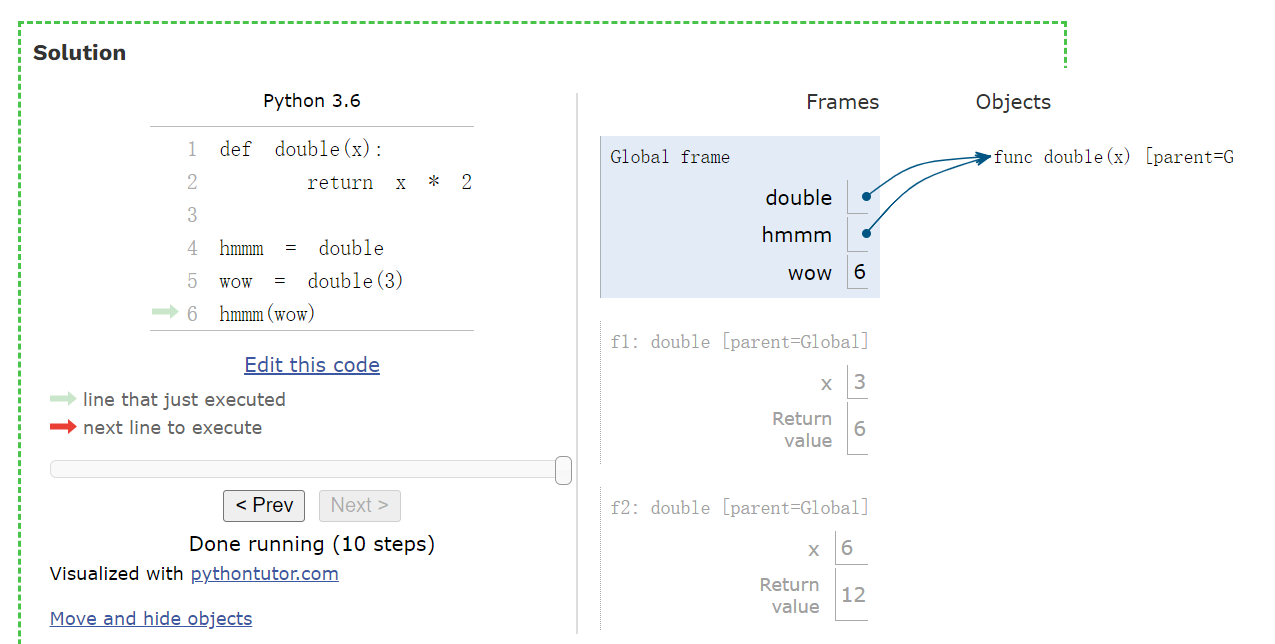 Solution
Python 3.6
1 def double(x):
2 return x * 2
3
4 hmmm = double
5 wow = double(3)
6 hmmm(wow)
Edit this code
line that just executed
next line to execute
< Prev Next >
Done running (10 steps)
Visualized with pythontutor.com
Move and hide objects
Frames Objects
Global frame
double
hmmm
wow 6
func double(x) [parent=G
f1: double [parent=Global]
x 3
Return
value 6
f2: double [parent=Global]
x 6
Return
value 12